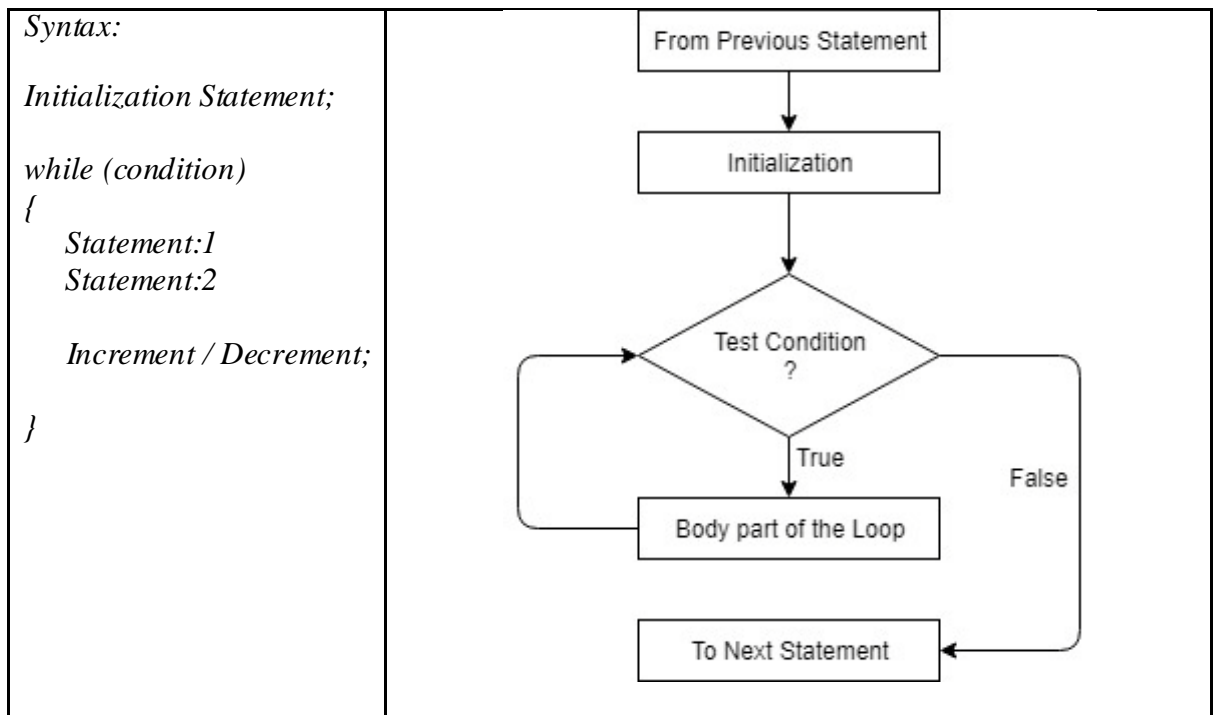 Syntax:
Initialization Statement;
while (condition)
{
Statement:1
Statement:2
Increment / Decrement;
}
From Previous Statement
Initialization
Test Condition
?
True
False
Body part of the Loop
To Next Statement